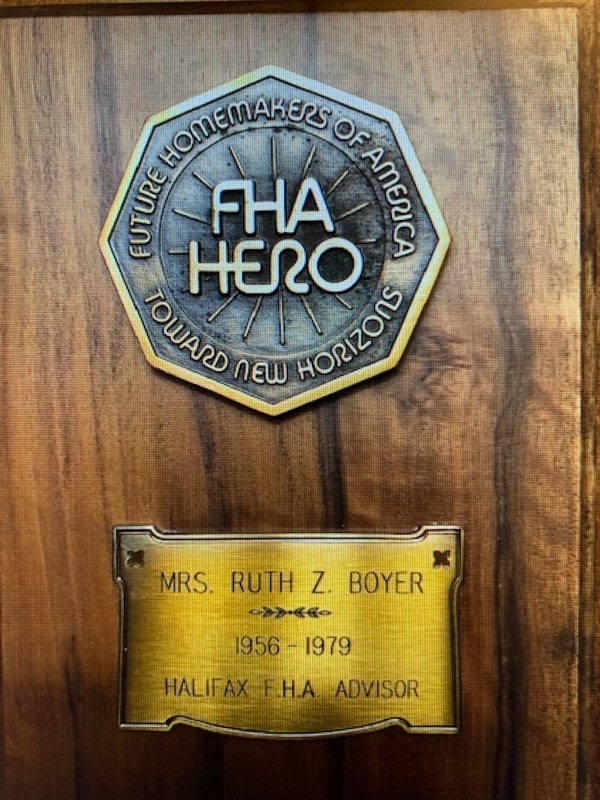 FUTURE HOMEMAKERS OF AMERICA
FHA
HERO
TOWARD NEW HORIZONS
MRS. RUTH Z. BOYER
1956 - 1979
HALIFAX F.H.A. ADVISOR